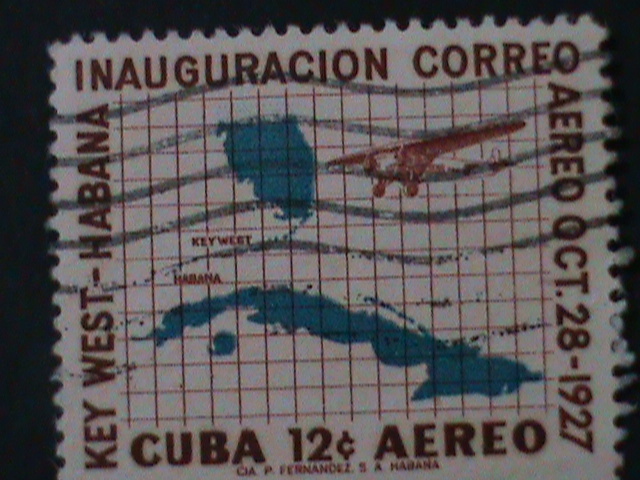 INAUGURACION CORREO
AEREO OCT. 28-1927
KEY WEST-HABANA
KEY WEST
HABANA
CUBA 12¢ AEREO
CIA P. FERNANDEZ, S. A. HABANA